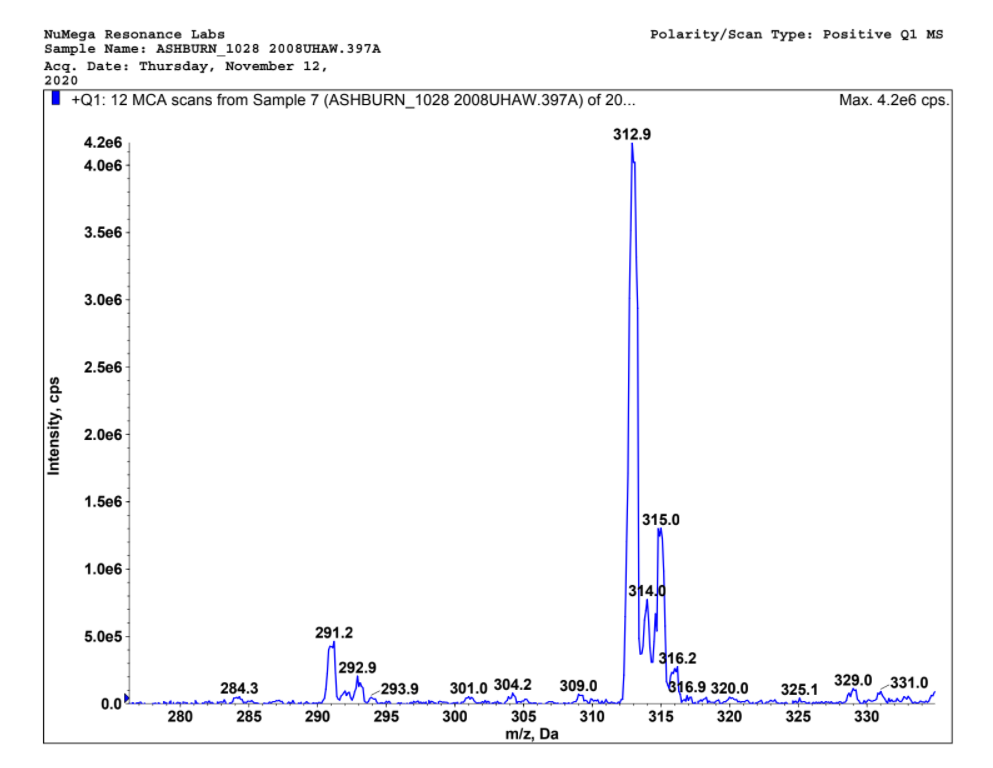 NuMega Resonance Labs
Polarity/Scan Type: Positive Q1 MS
Sample Name: ASHBURN_1028 2008UHAW.397A
Acq. Date: Thursday, November 12,
2020
+Q1: 12 MCA scans from Sample 7 (ASHBURN_1028 2008UHAW.397A) of 20...
Max. 4.2e6 cps.
312.9
4.2e6
4.0e6
3.5e6
3.0e6
2.5e6
2.0e6
1.5e6
1.0e6
5.0e5
0.0
Intensity, cps
315.0
314.0
291.2
292.9
316.2
284.3
293.9
301.0
304.2
309.0
316.9
320.0
325.1
329.0
331.0
280
285
290
295
300
305
310
315
320
325
330
m/z, Da